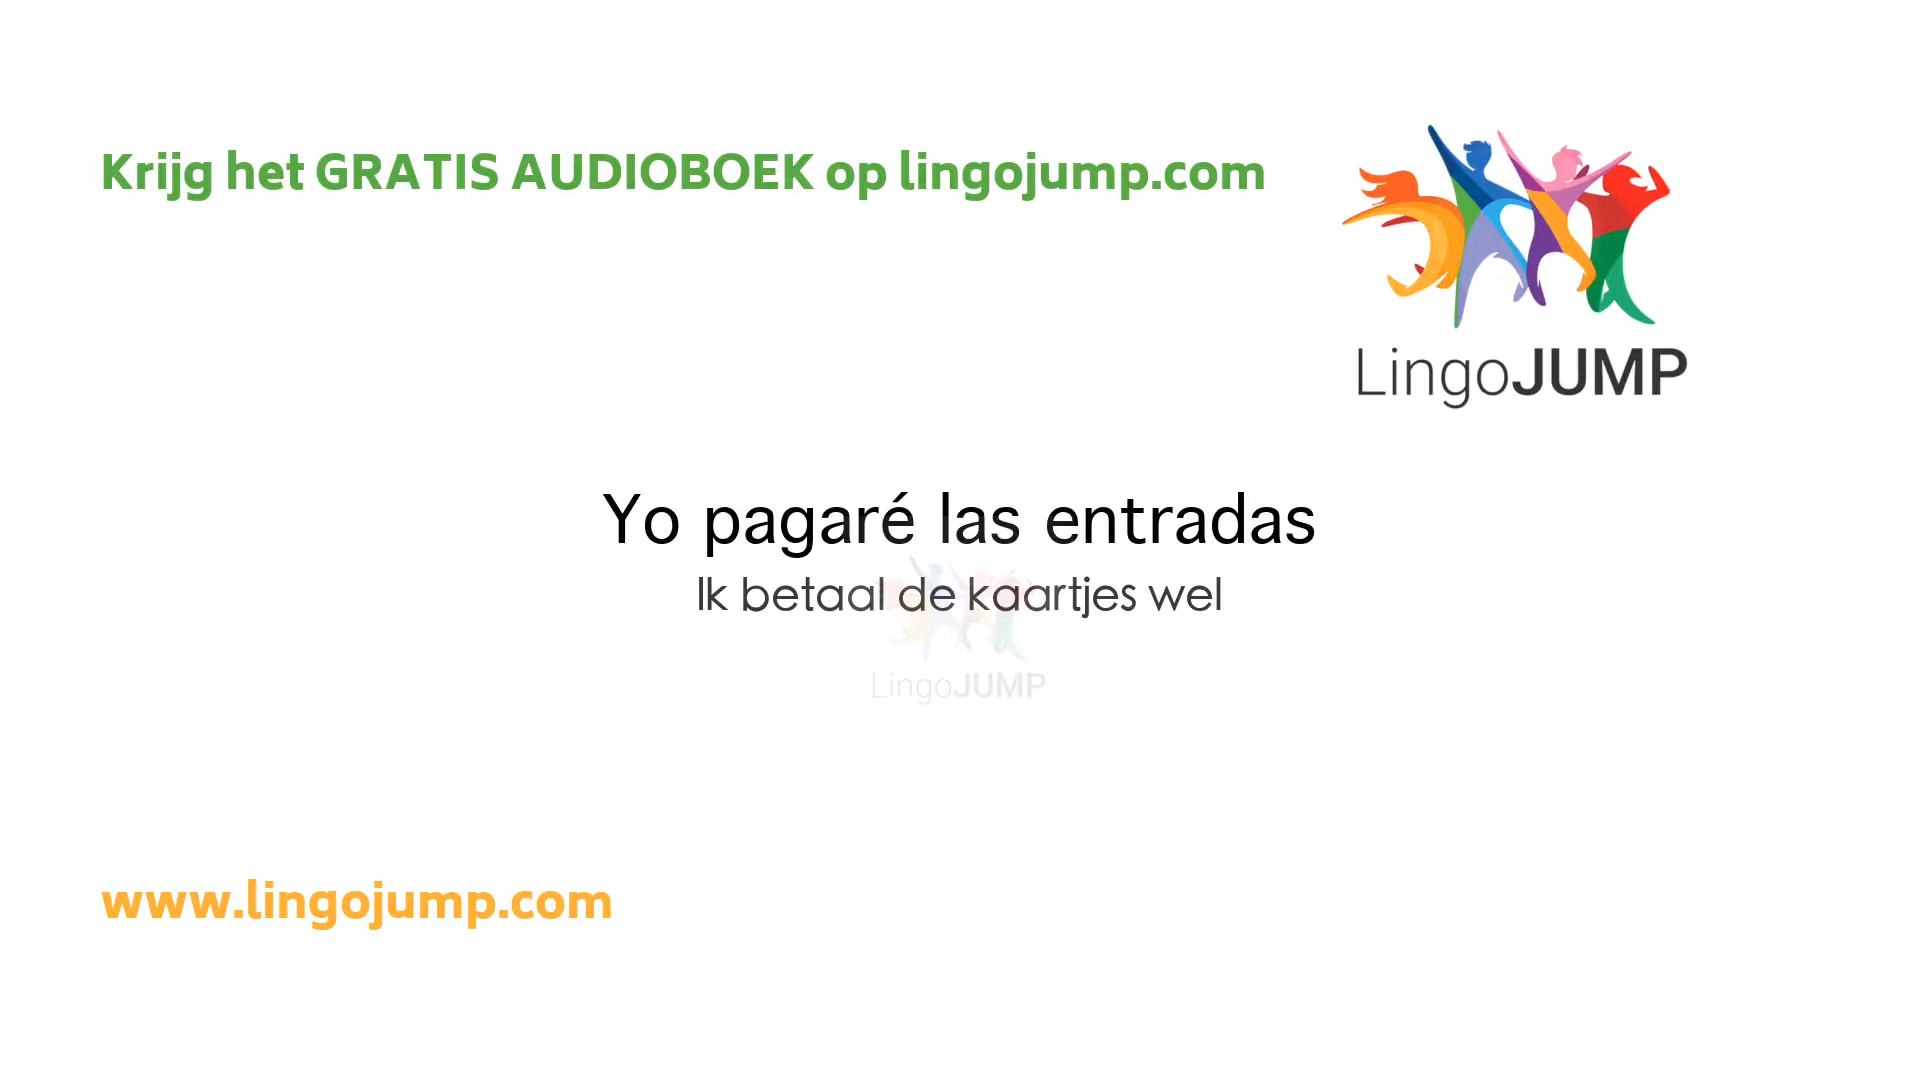 Krijg het GRATIS AUDIOBOEK op lingojump.com
LingoJUMP
Yo pagaré las entradas
Ik betaal de kaartjes wel
LingoJUMP
www.lingojump.com